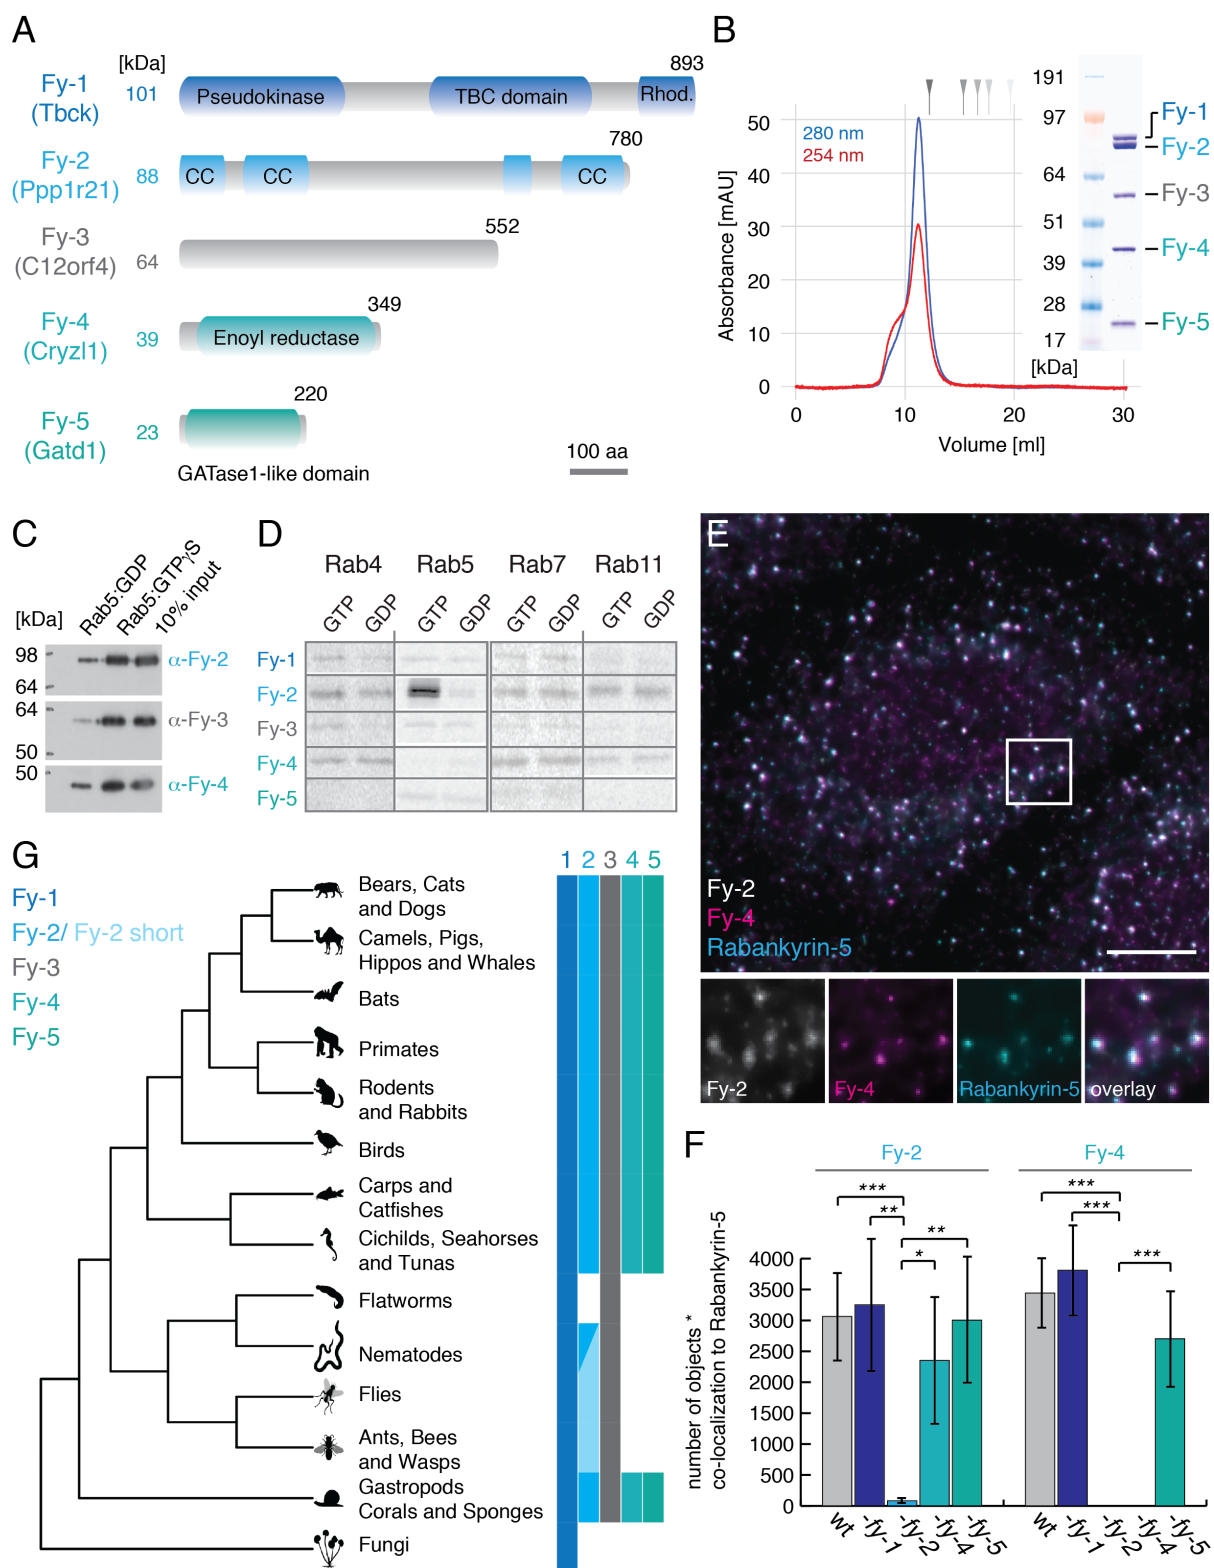 A
[kDa]
893
Fy-1
(Tbck)
101
Pseudokinase
TBC domain
Rhod.
780
Fy-2
(Ppp1r21)
88
CC
CC
CC
552
Fy-3
(C12orf4)
64
349
Fy-4
(Cryzl1)
39
Enoyl reductase
220
Fy-5
(Gatd1)
23
GATase1-like domain
100 aa
B
280 nm
254 nm
Absorbance [mAU]
50
40
30
20
10
0
0
10
20
30
Volume [ml]
191
97
64
51
39
28
17
[kDa]
Fy-1
Fy-2
Fy-3
Fy-4
Fy-5
C
Rab5:GDP
Rab5:GTPγS
10% input
[kDa]
98
64
α-Fy-2
64
50
α-Fy-3
50
α-Fy-4
D
Rab4 Rab5 Rab7 Rab11
GTP GDP GTP GDP GTP GDP GTP GDP
Fy-1
Fy-2
Fy-3
Fy-4
Fy-5
E
Fy-2
Fy-4
Rabankyrin-5
Fy-2
Fy-4
Rabankyrin-5
overlay
G
Fy-1
Fy-2/ Fy-2 short
Fy-3
Fy-4
Fy-5
1 2 3 4 5
Bears, Cats
and Dogs
Camels, Pigs,
Hippos and Whales
Bats
Primates
Rodents
and Rabbits
Birds
Carps and
Catfishes
Cichilds, Seahorses
and Tunas
Flatworms
Nematodes
Flies
Ants, Bees
and Wasps
Gastropods
Corals and Sponges
Fungi
F
Fy-2
Fy-4
***
**
**
*
***
***
***
number of objects *
co-localization to Rabankyrin-5
4000
3500
3000
2500
2000
1500
1000
500
0
wt -fy-1 -fy-2 -fy-4 -fy-5
wt -fy-1 -fy-2 -fy-4 -fy-5